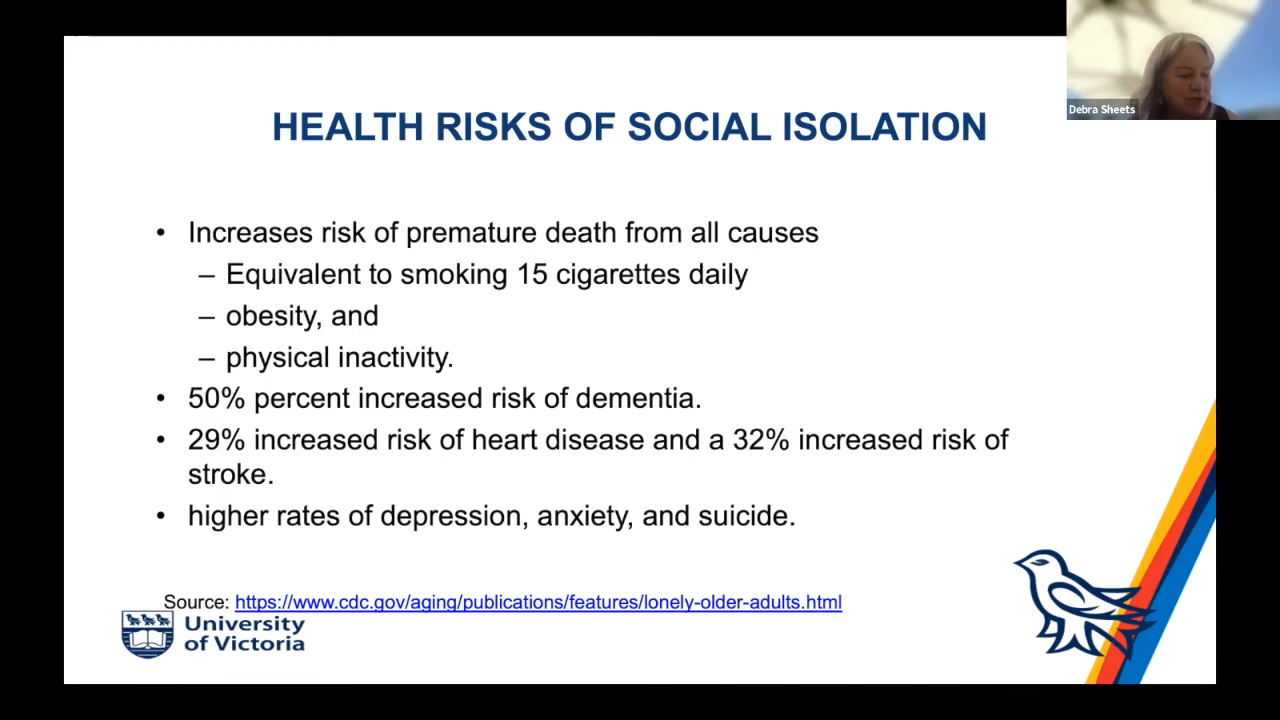 HEALTH RISKS OF SOCIAL ISOLATION
Debra Sheets
• Increases risk of premature death from all causes
– Equivalent to smoking 15 cigarettes daily
– obesity, and
– physical inactivity.
• 50% percent increased risk of dementia.
• 29% increased risk of heart disease and a 32% increased risk of
stroke.
• higher rates of depression, anxiety, and suicide.
Source: https://www.cdc.gov/aging/publications/features/lonely-older-adults.html
University
of Victoria